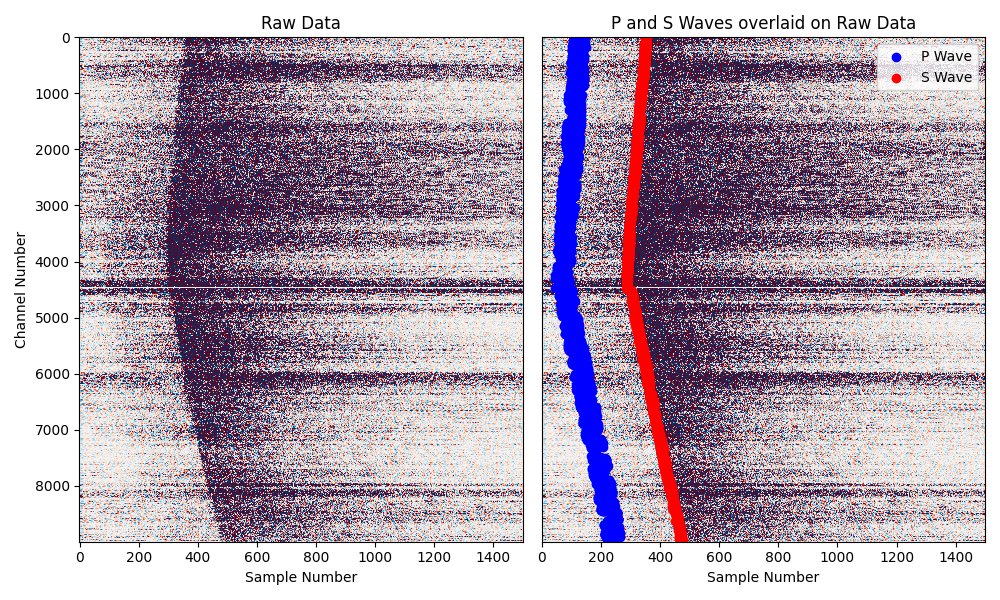 Raw Data
P and S Waves overlaid on Raw Data
P Wave
S Wave
Channel Number
0
1000
2000
3000
4000
5000
6000
7000
8000
0 200 400 600 800 1000 1200 1400
0 200 400 600 800 1000 1200 1400
Sample Number
Sample Number